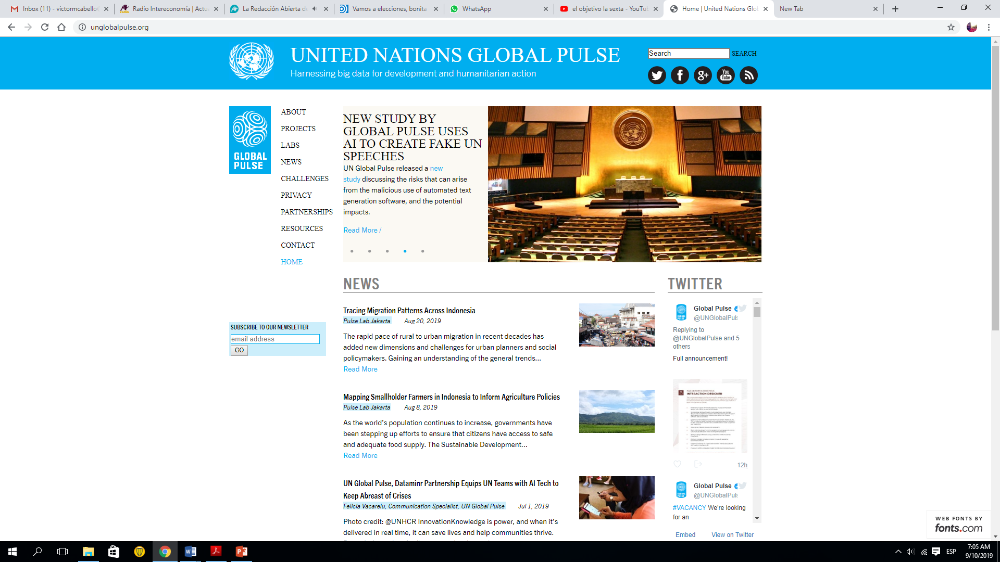 Inbox (11) - victormcabello@
Radio Intereconomía | Actua
La Redacción Abierta de
Vamos a elecciones, bonita
WhatsApp
el objetivo la sexta - YouTub
Home | United Nations Glob
New Tab
unglobalpulse.org
UNITED NATIONS GLOBAL PULSE
Harnessing big data for development and humanitarian action
Search SEARCH
You Tube
GLOBAL
PULSE
ABOUT
PROJECTS
LABS
NEWS
CHALLENGES
PRIVACY
PARTNERSHIPS
RESOURCES
CONTACT
HOME
NEW STUDY BY
GLOBAL PULSE USES
AI TO CREATE FAKE UN
SPEECHES
UN Global Pulse released a new
study discussing the risks that can arise
from the malicious use of automated text
generation software, and the potential
impacts.
Read More /
SUBSCRIBE TO OUR NEWSLETTER
email address
GO
NEWS
Tracing Migration Patterns Across Indonesia
Pulse Lab Jakarta Aug 20, 2019
The rapid pace of rural to urban migration in recent decades has
added new dimensions and challenges for urban planners and social
policymakers. Gaining an understanding of the general trends...
Read More
Mapping Smallholder Farmers in Indonesia to Inform Agriculture Policies
Pulse Lab Jakarta Aug 8, 2019
As the world's population continues to increase, governments have
been stepping up efforts to ensure that citizens have access to safe
and adequate food supply. The Sustainable Development...
Read More
UN Global Pulse, Dataminr Partnership Equips UN Teams with AI Tech to
Keep Abreast of Crises
Felicia Vacarelu, Communication Specialist, UN Global Pulse Jul 1, 2019
Photo credit: @UNHCR InnovationKnowledge is power, and when it's
delivered in real time, it can save lives and help communities thrive.
TWITTER
Global Pulse
@UNGlobalPuls
Replying to
@UNGlobalPulse and 5
others
Full announcement!
INTERACTION DESIGNER
12h
Global Pulse
@UNGlobalPuls
#VACANCY We're looking
for an
Embed View on Twitter
WEB FONTS BY
fonts.com
ESP
7:05 AM
9/10/2019